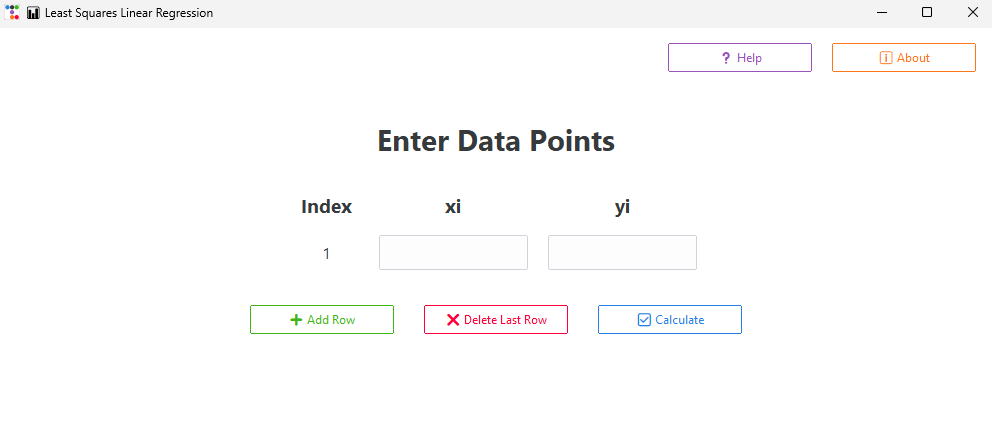 Least Squares Linear Regression
Help About
Enter Data Points
Index xi yi
1
Add Row Delete Last Row Calculate